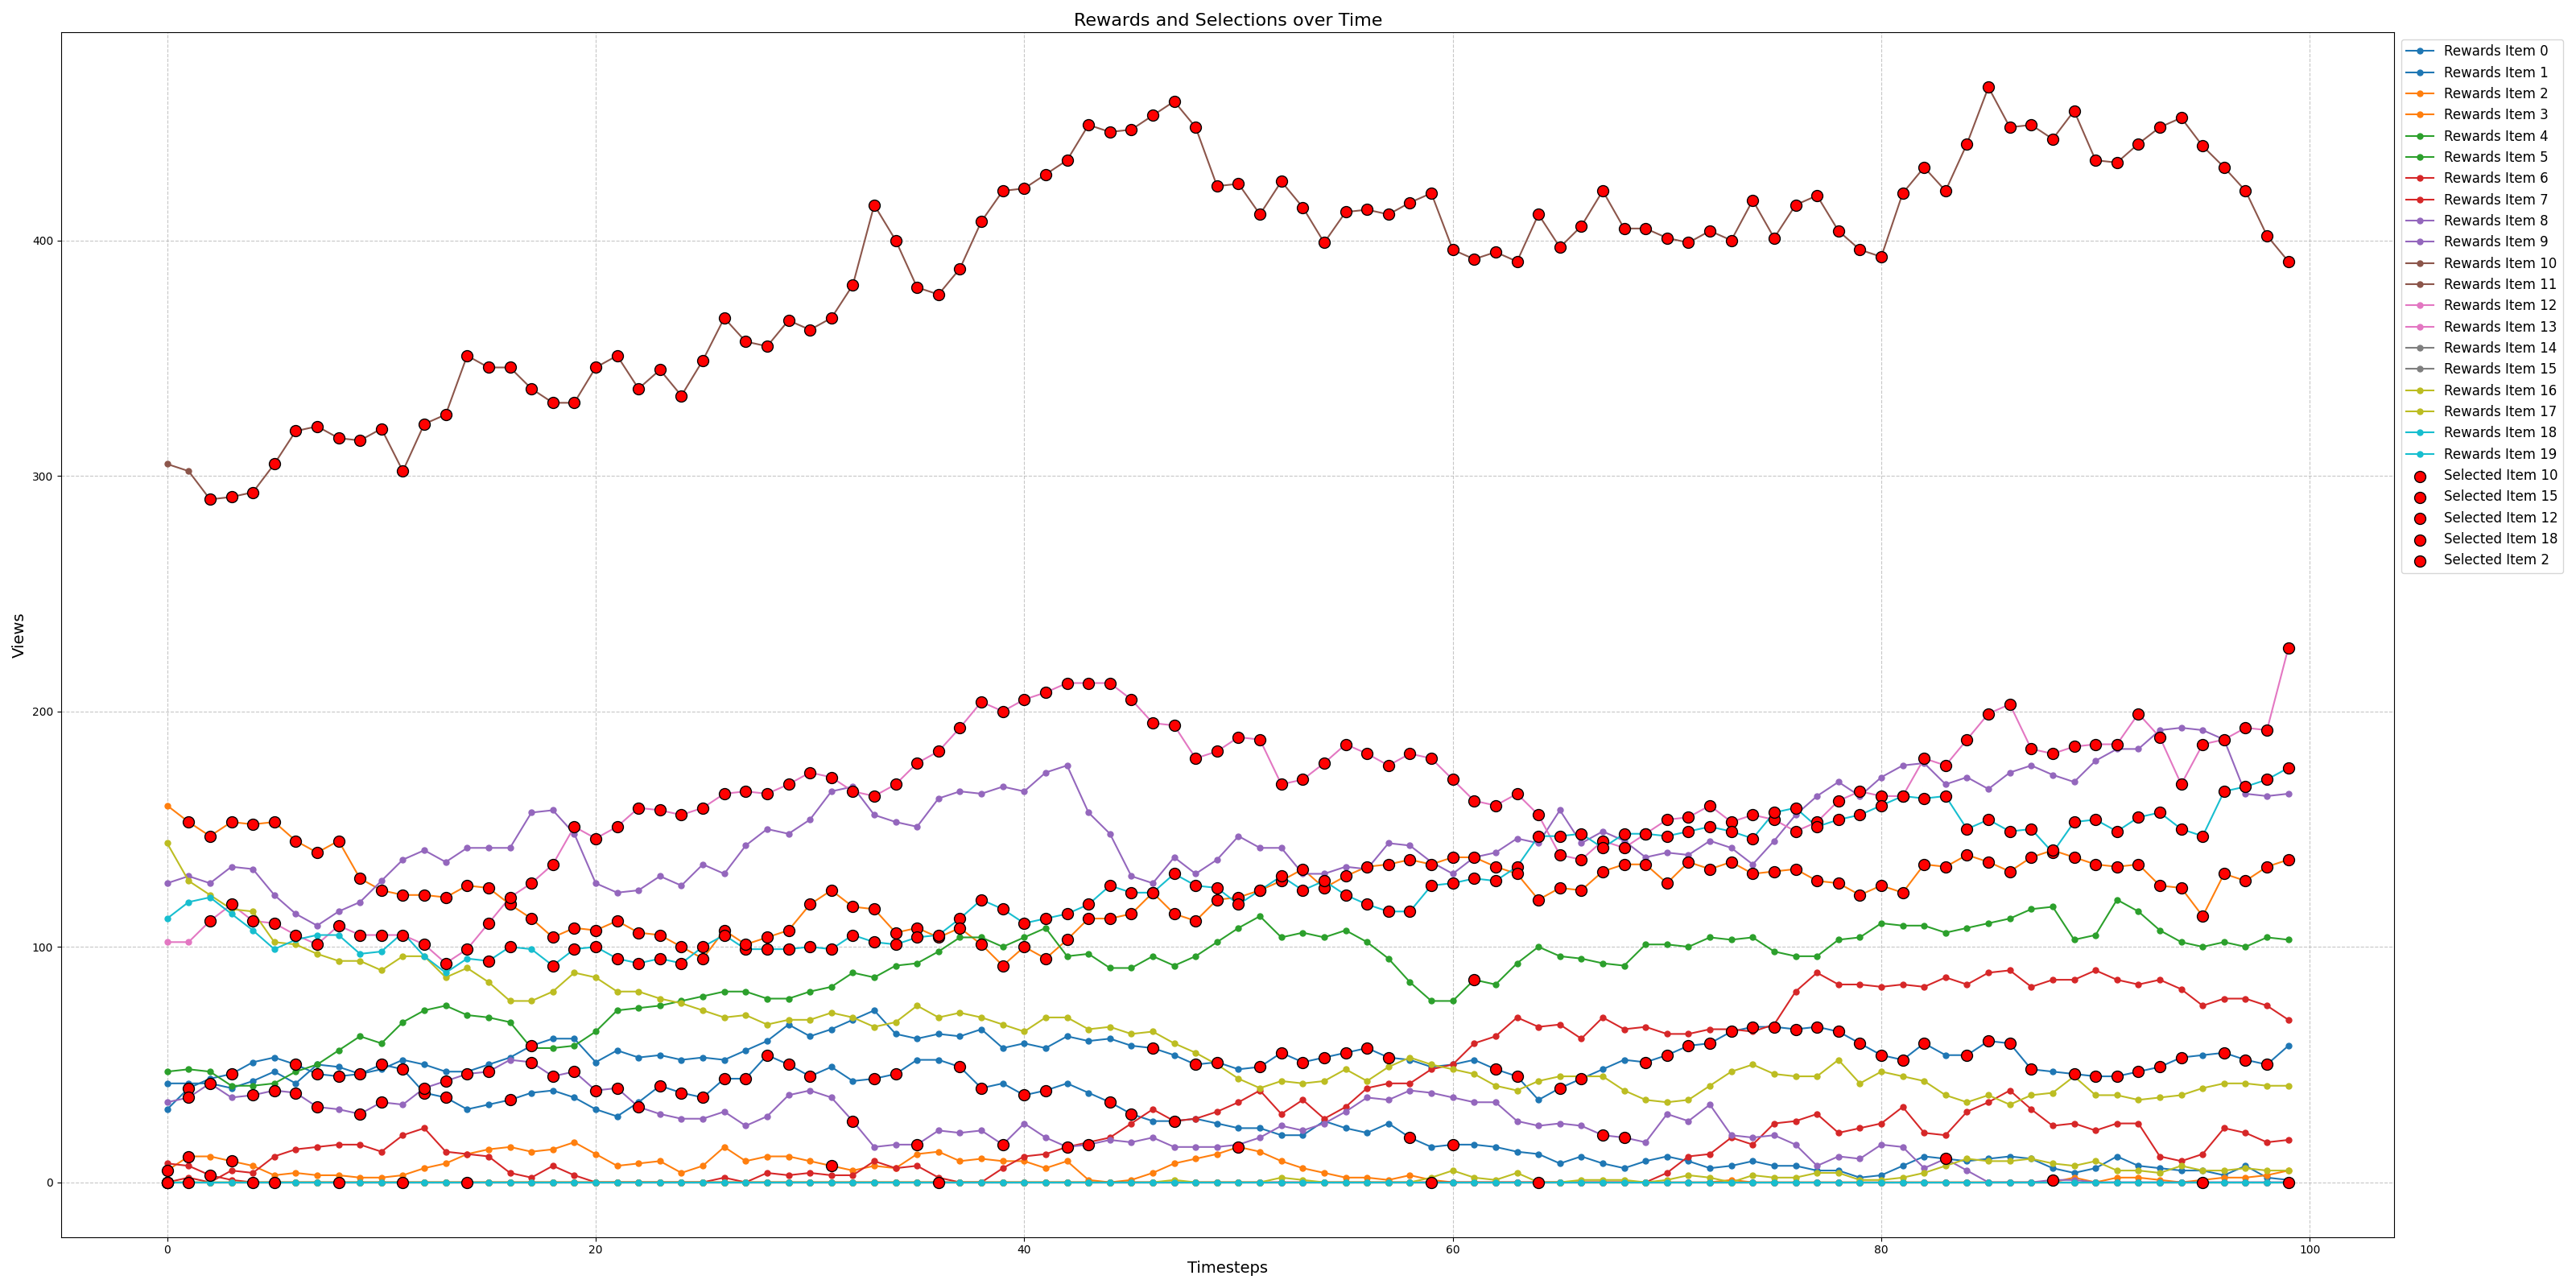 Rewards and Selections over Time
Views
400
300
200
100
0
0 20 40 60 80 100
Timesteps
Rewards Item 0
Rewards Item 1
Rewards Item 2
Rewards Item 3
Rewards Item 4
Rewards Item 5
Rewards Item 6
Rewards Item 7
Rewards Item 8
Rewards Item 9
Rewards Item 10
Rewards Item 11
Rewards Item 12
Rewards Item 13
Rewards Item 14
Rewards Item 15
Rewards Item 16
Rewards Item 17
Rewards Item 18
Rewards Item 19
Selected Item 10
Selected Item 15
Selected Item 12
Selected Item 18
Selected Item 2